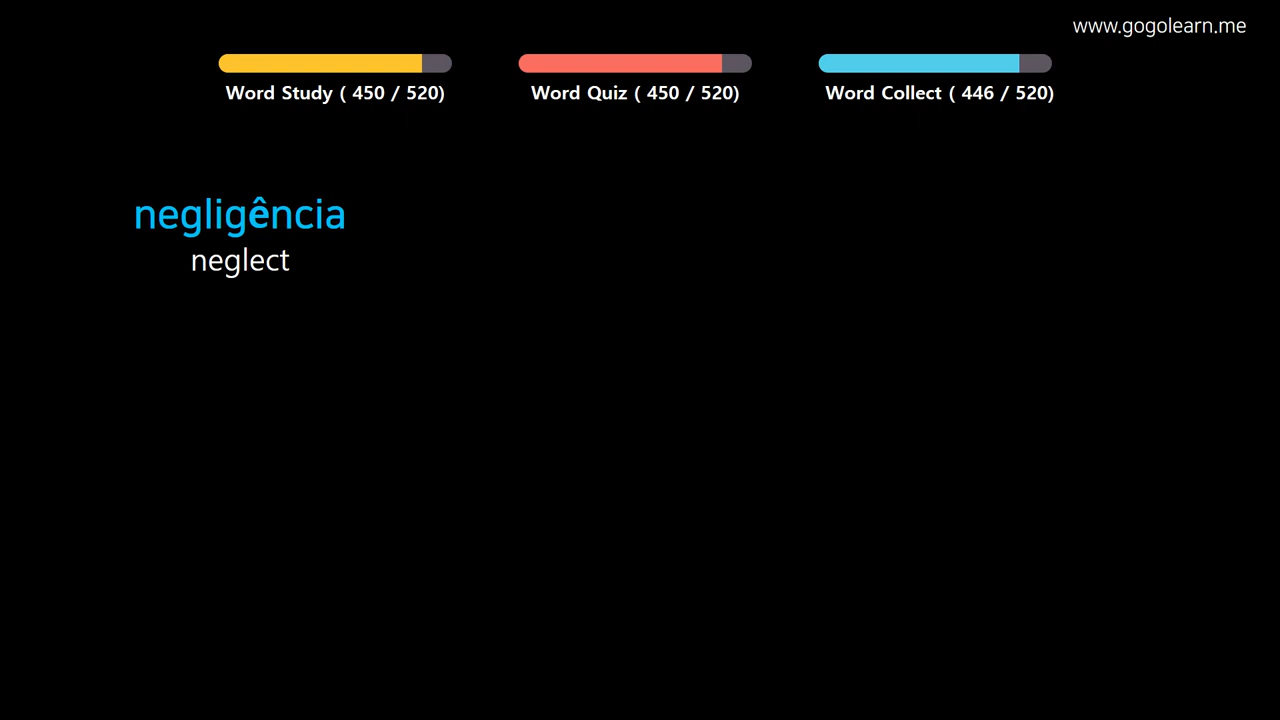 www.gogolearn.me
Word Study ( 450 / 520)
Word Quiz ( 450 / 520)
Word Collect ( 446 / 520)
negligência
neglect